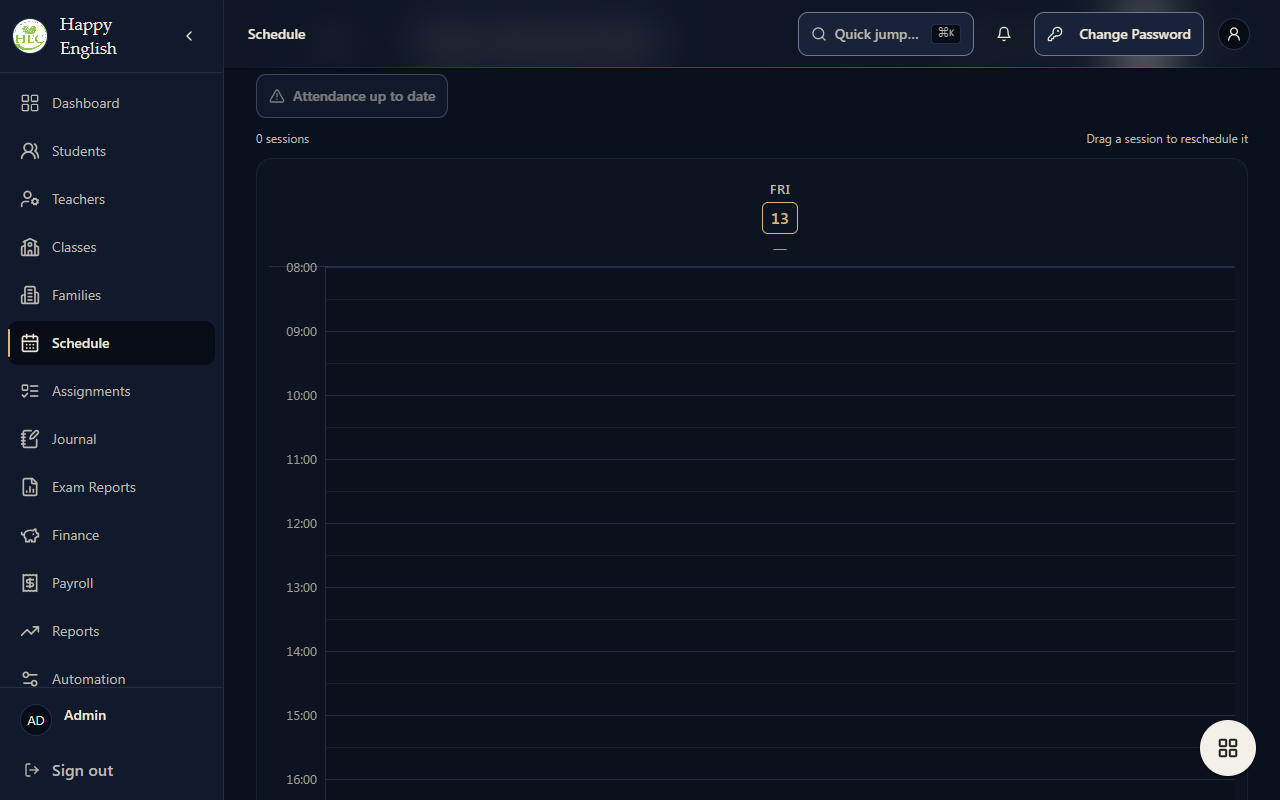 HEC
Happy
English
Dashboard
Students
Teachers
Classes
Families
Schedule
Assignments
Journal
Exam Reports
Finance
Payroll
Reports
Automation
AD
Admin
Sign out
Schedule
Quick jump...
⌘K
Change Password
Attendance up to date
0 sessions
Drag a session to reschedule it
FRI
13
—
08:00
09:00
10:00
11:00
12:00
13:00
14:00
15:00
16:00